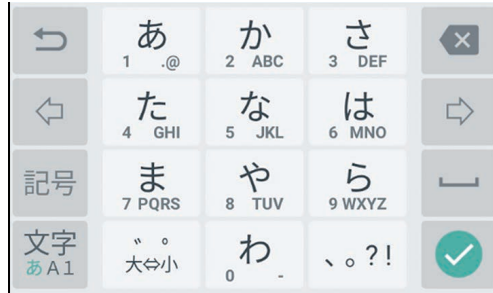 あ か さ
1 .@ 2 ABC 3 DEF
た な は
4 GHI 5 JKL 6 MNO
記号 ま や ら
7 PQRS 8 TUV 9 WXYZ
文字 ゛゜ わ 、。?!
あA1 大⇔小 0 -